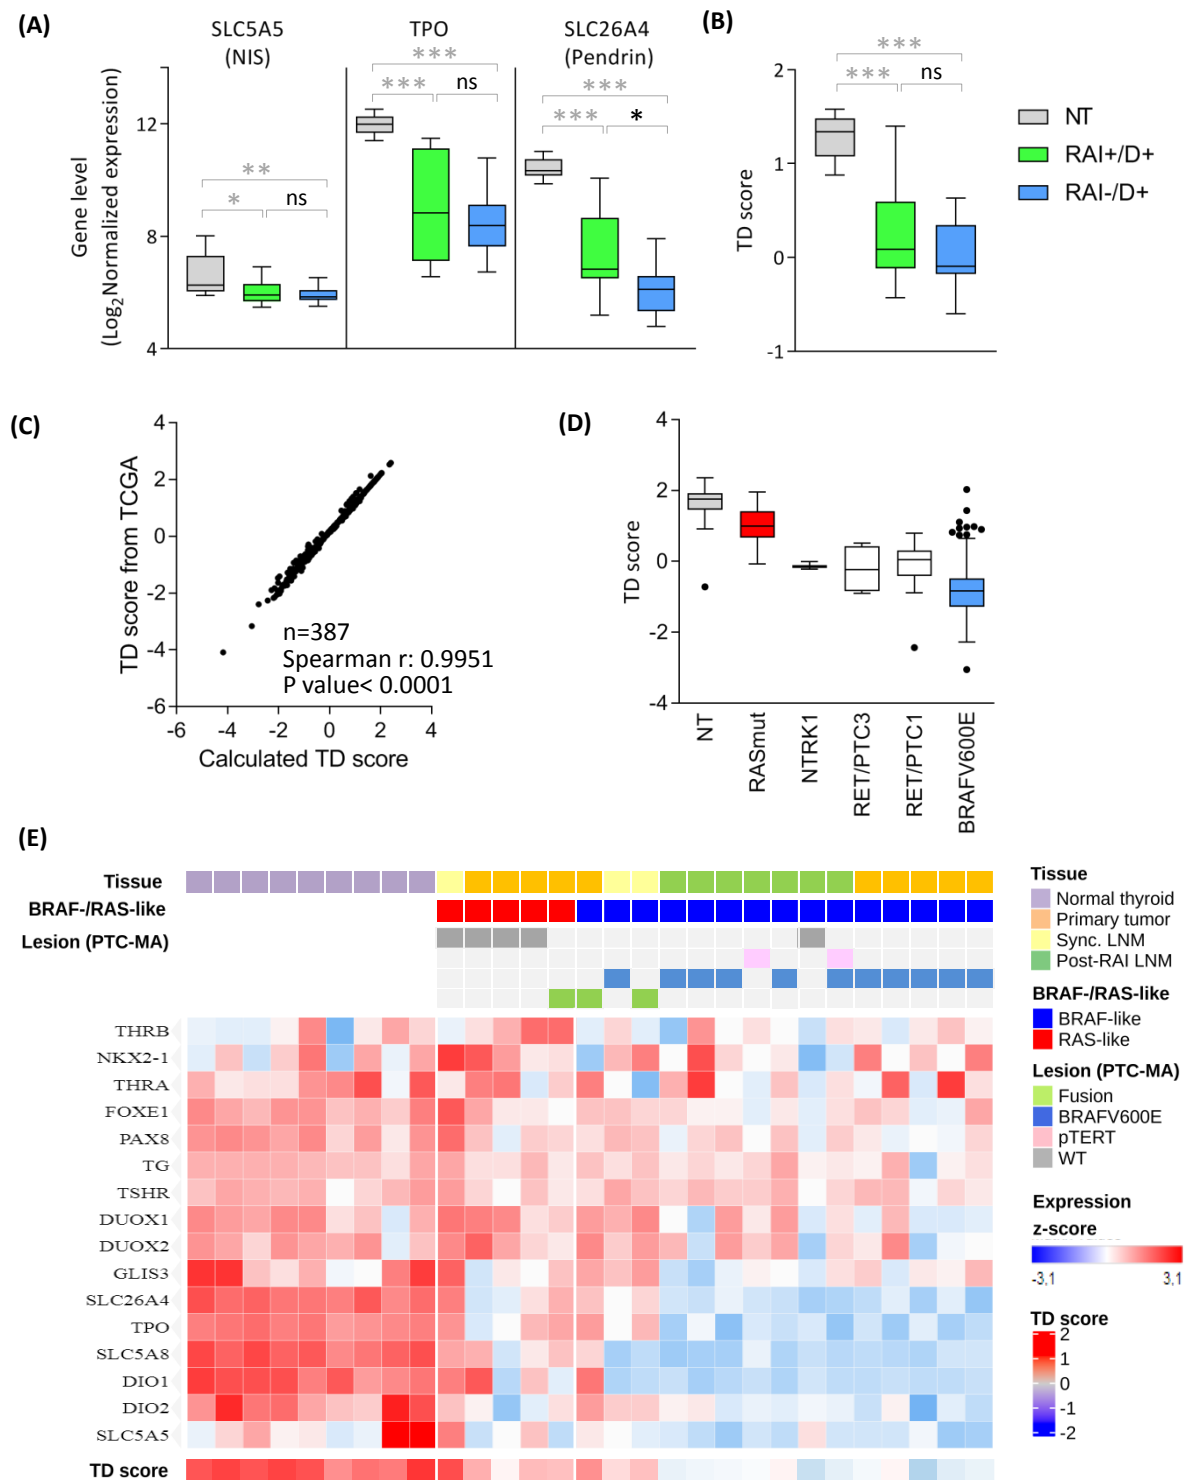 (A)
SLC5A5
(NIS)
TPO
SLC26A4
(Pendrin)
Gene level
(Log2Normalized expression)
12
8
4
**
*
ns
***
***
ns
***
***
*
(B)
TD score
2
1
0
-1
***
***
ns
NT
RAI+/D+
RAI-/D+
(C)
TD score from TCGA
4
2
0
-2
-4
-6
n=387
Spearman r: 0.9951
P value< 0.0001
-6 -4 -2 0 2 4
Calculated TD score
(D)
TD score
4
2
0
-2
-4
NT
RASmut
NTRK1
RET/PTC3
RET/PTC1
BRAFV600E
(E)
Tissue
BRAF-/RAS-like
Lesion (PTC-MA)
THRB
NKX2-1
THRA
FOXE1
PAX8
TG
TSHR
DUOX1
DUOX2
GLIS3
SLC26A4
TPO
SLC5A8
DIO1
DIO2
SLC5A5
TD score
Tissue
Normal thyroid
Primary tumor
Sync. LNM
Post-RAI LNM
BRAF-/RAS-like
BRAF-like
RAS-like
Lesion (PTC-MA)
Fusion
BRAFV600E
pTERT
WT
Expression
z-score
-3,1 3,1
TD score
2
1
0
-1
-2